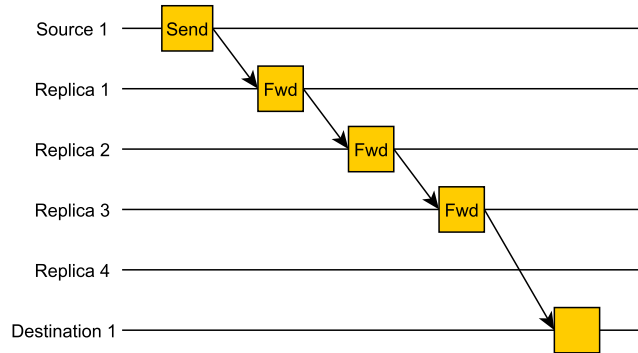 Source 1
Send
Replica 1
Fwd
Replica 2
Fwd
Replica 3
Fwd
Replica 4
Destination 1